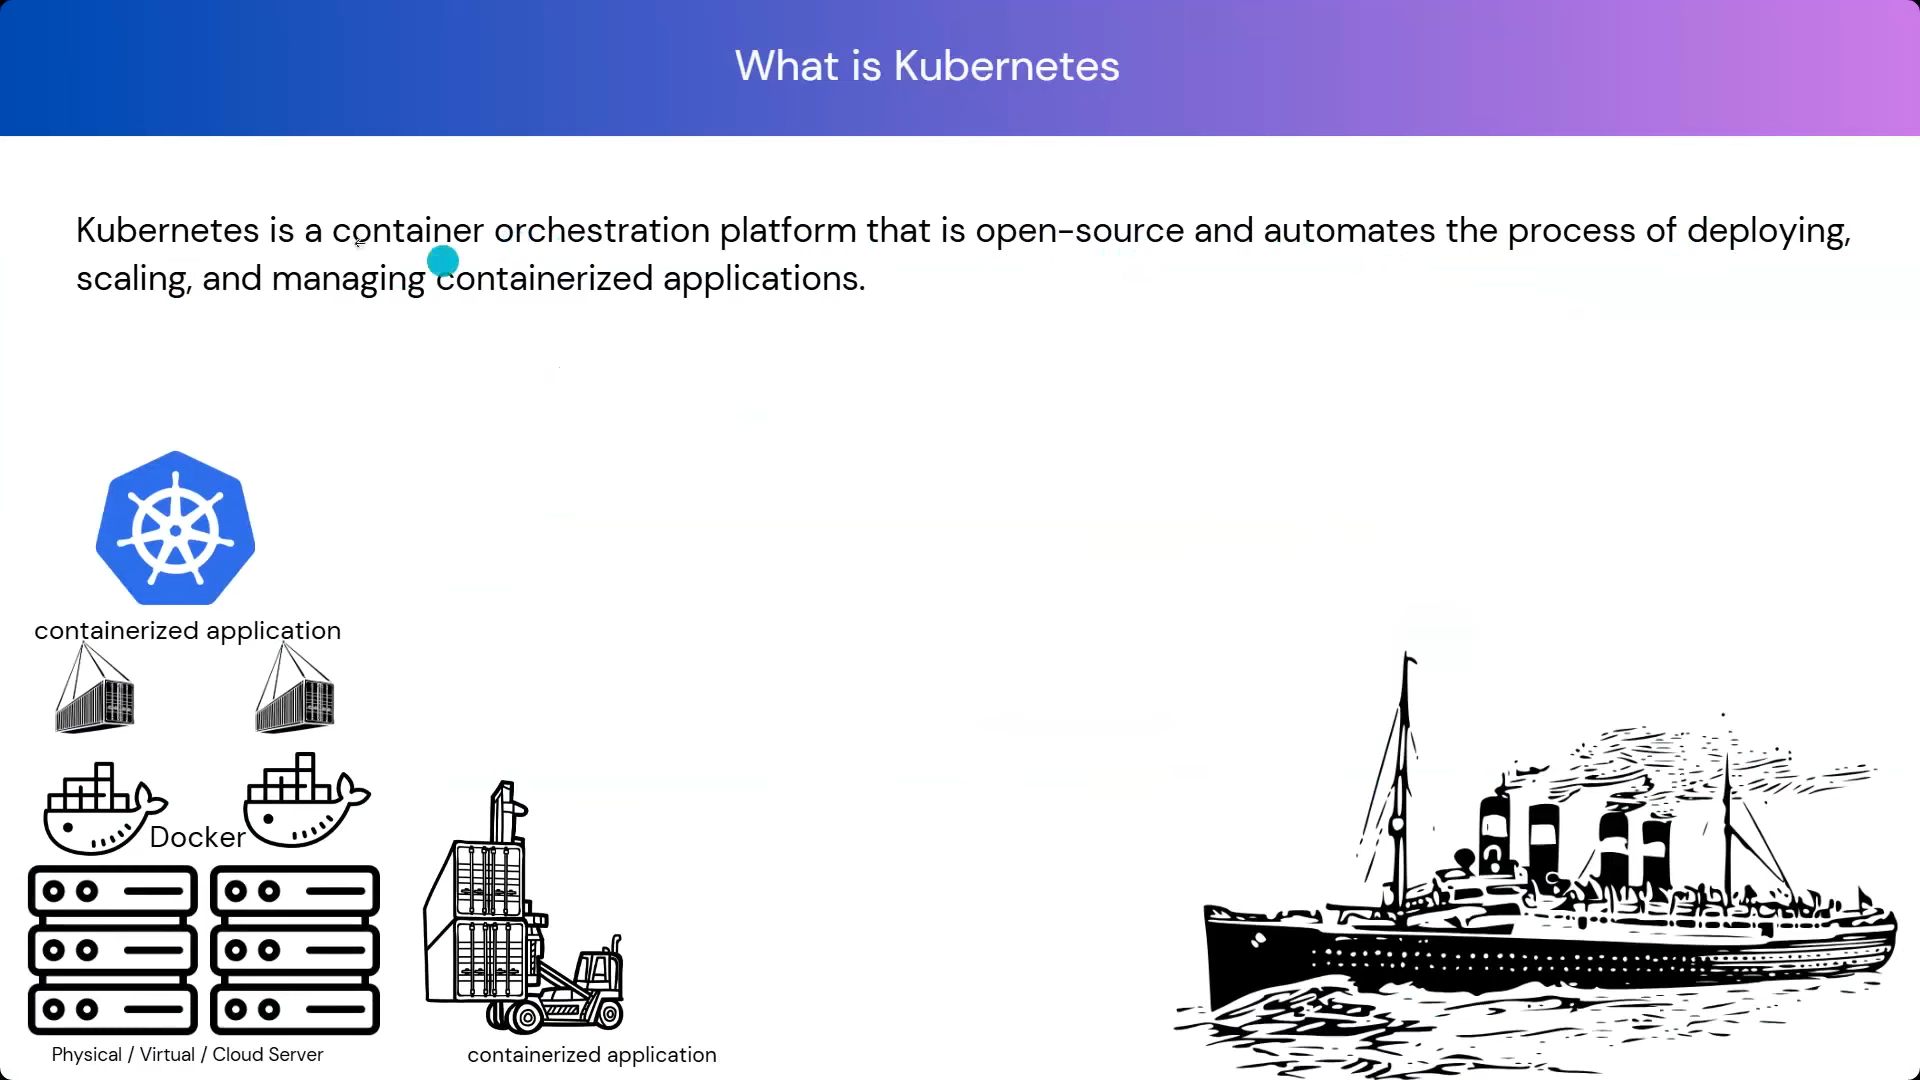 What is Kubernetes
Kubernetes is a container orchestration platform that is open-source and automates the process of deploying,
scaling, and managing containerized applications.
containerized application
Docker
Physical / Virtual / Cloud Server
containerized application